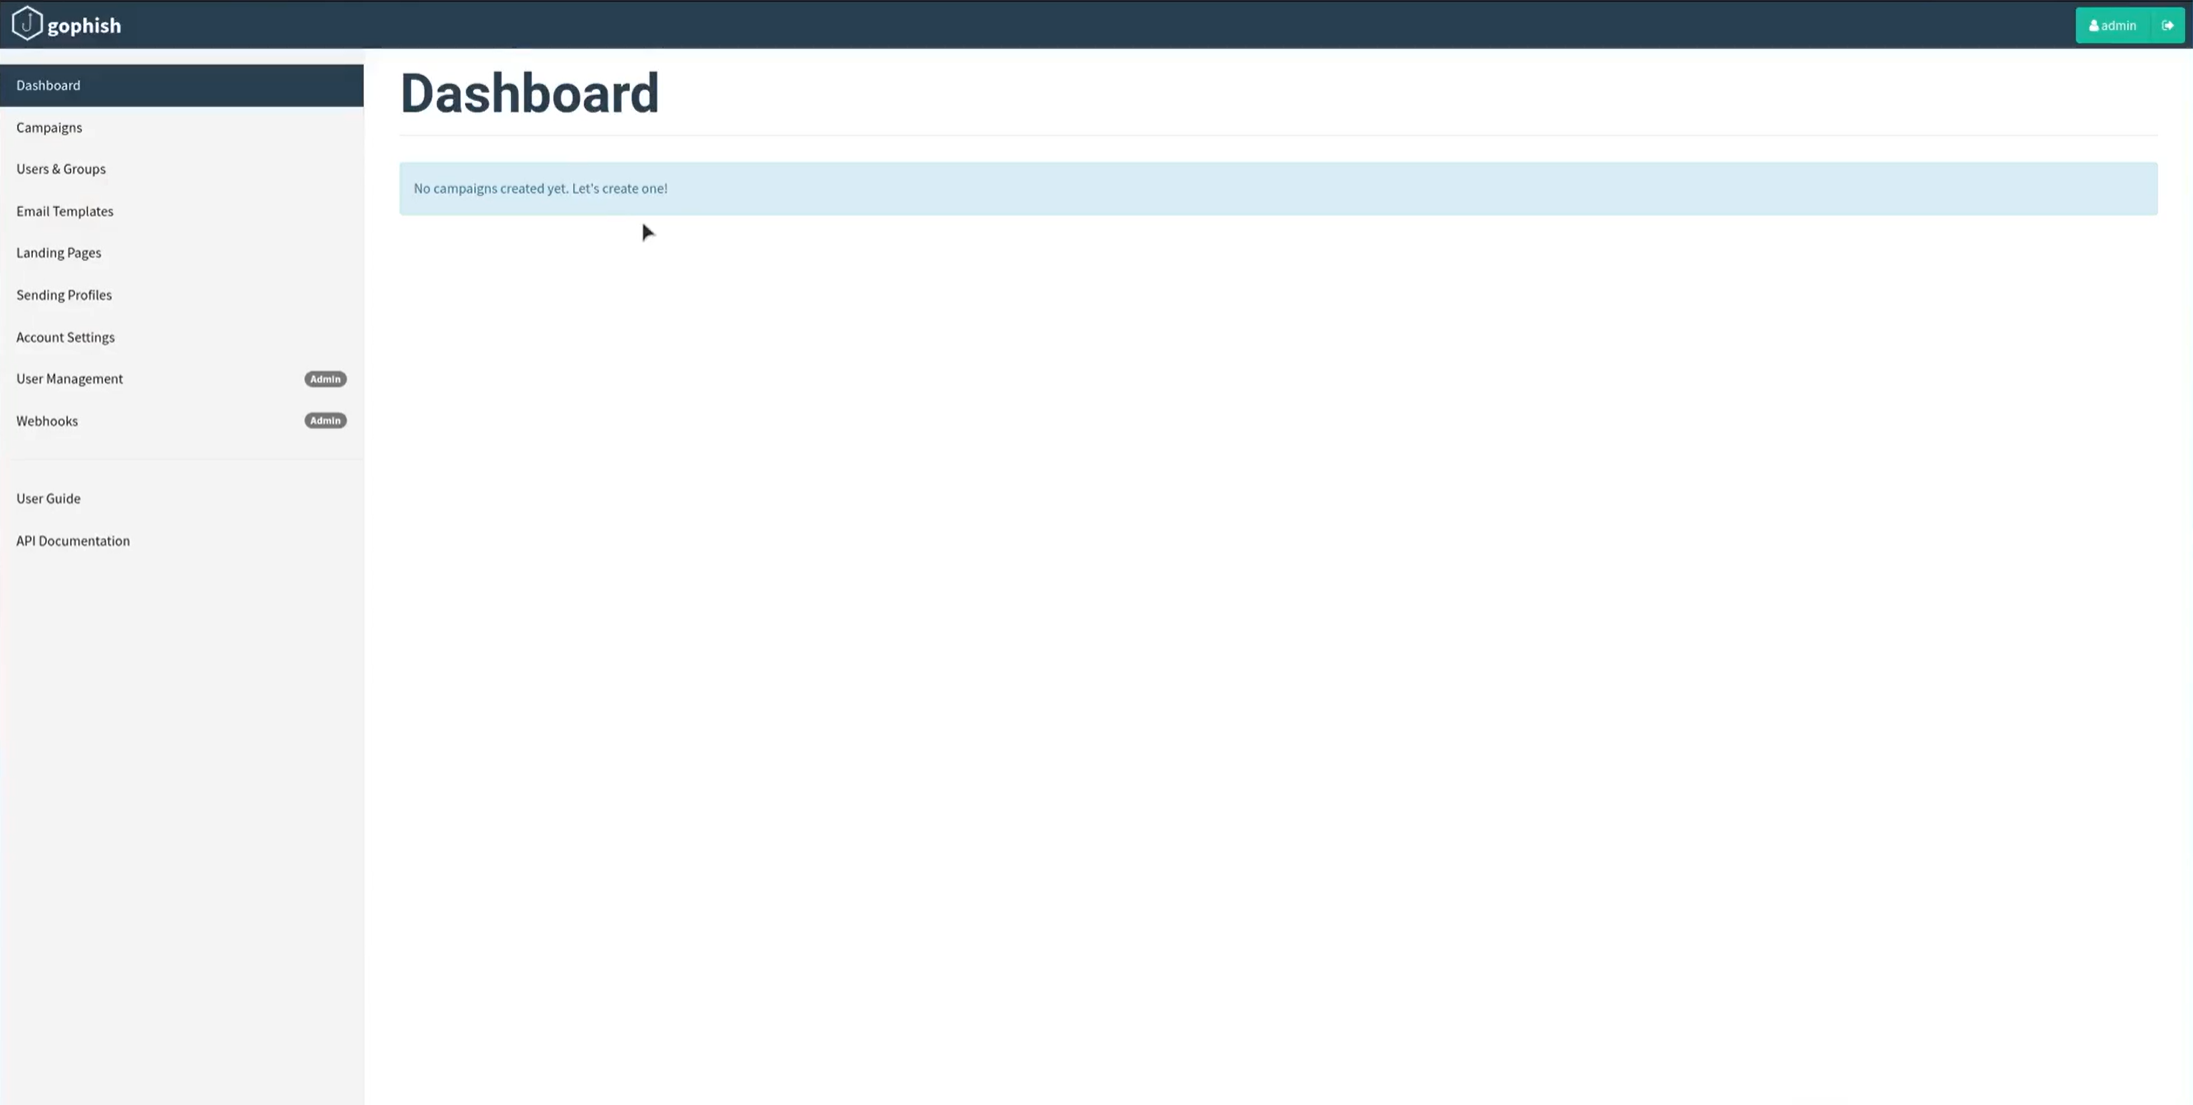 gophish
admin
Dashboard
Campaigns
Users & Groups
Email Templates
Landing Pages
Sending Profiles
Account Settings
User Management Admin
Webhooks Admin
User Guide
API Documentation
Dashboard
No campaigns created yet. Let's create one!